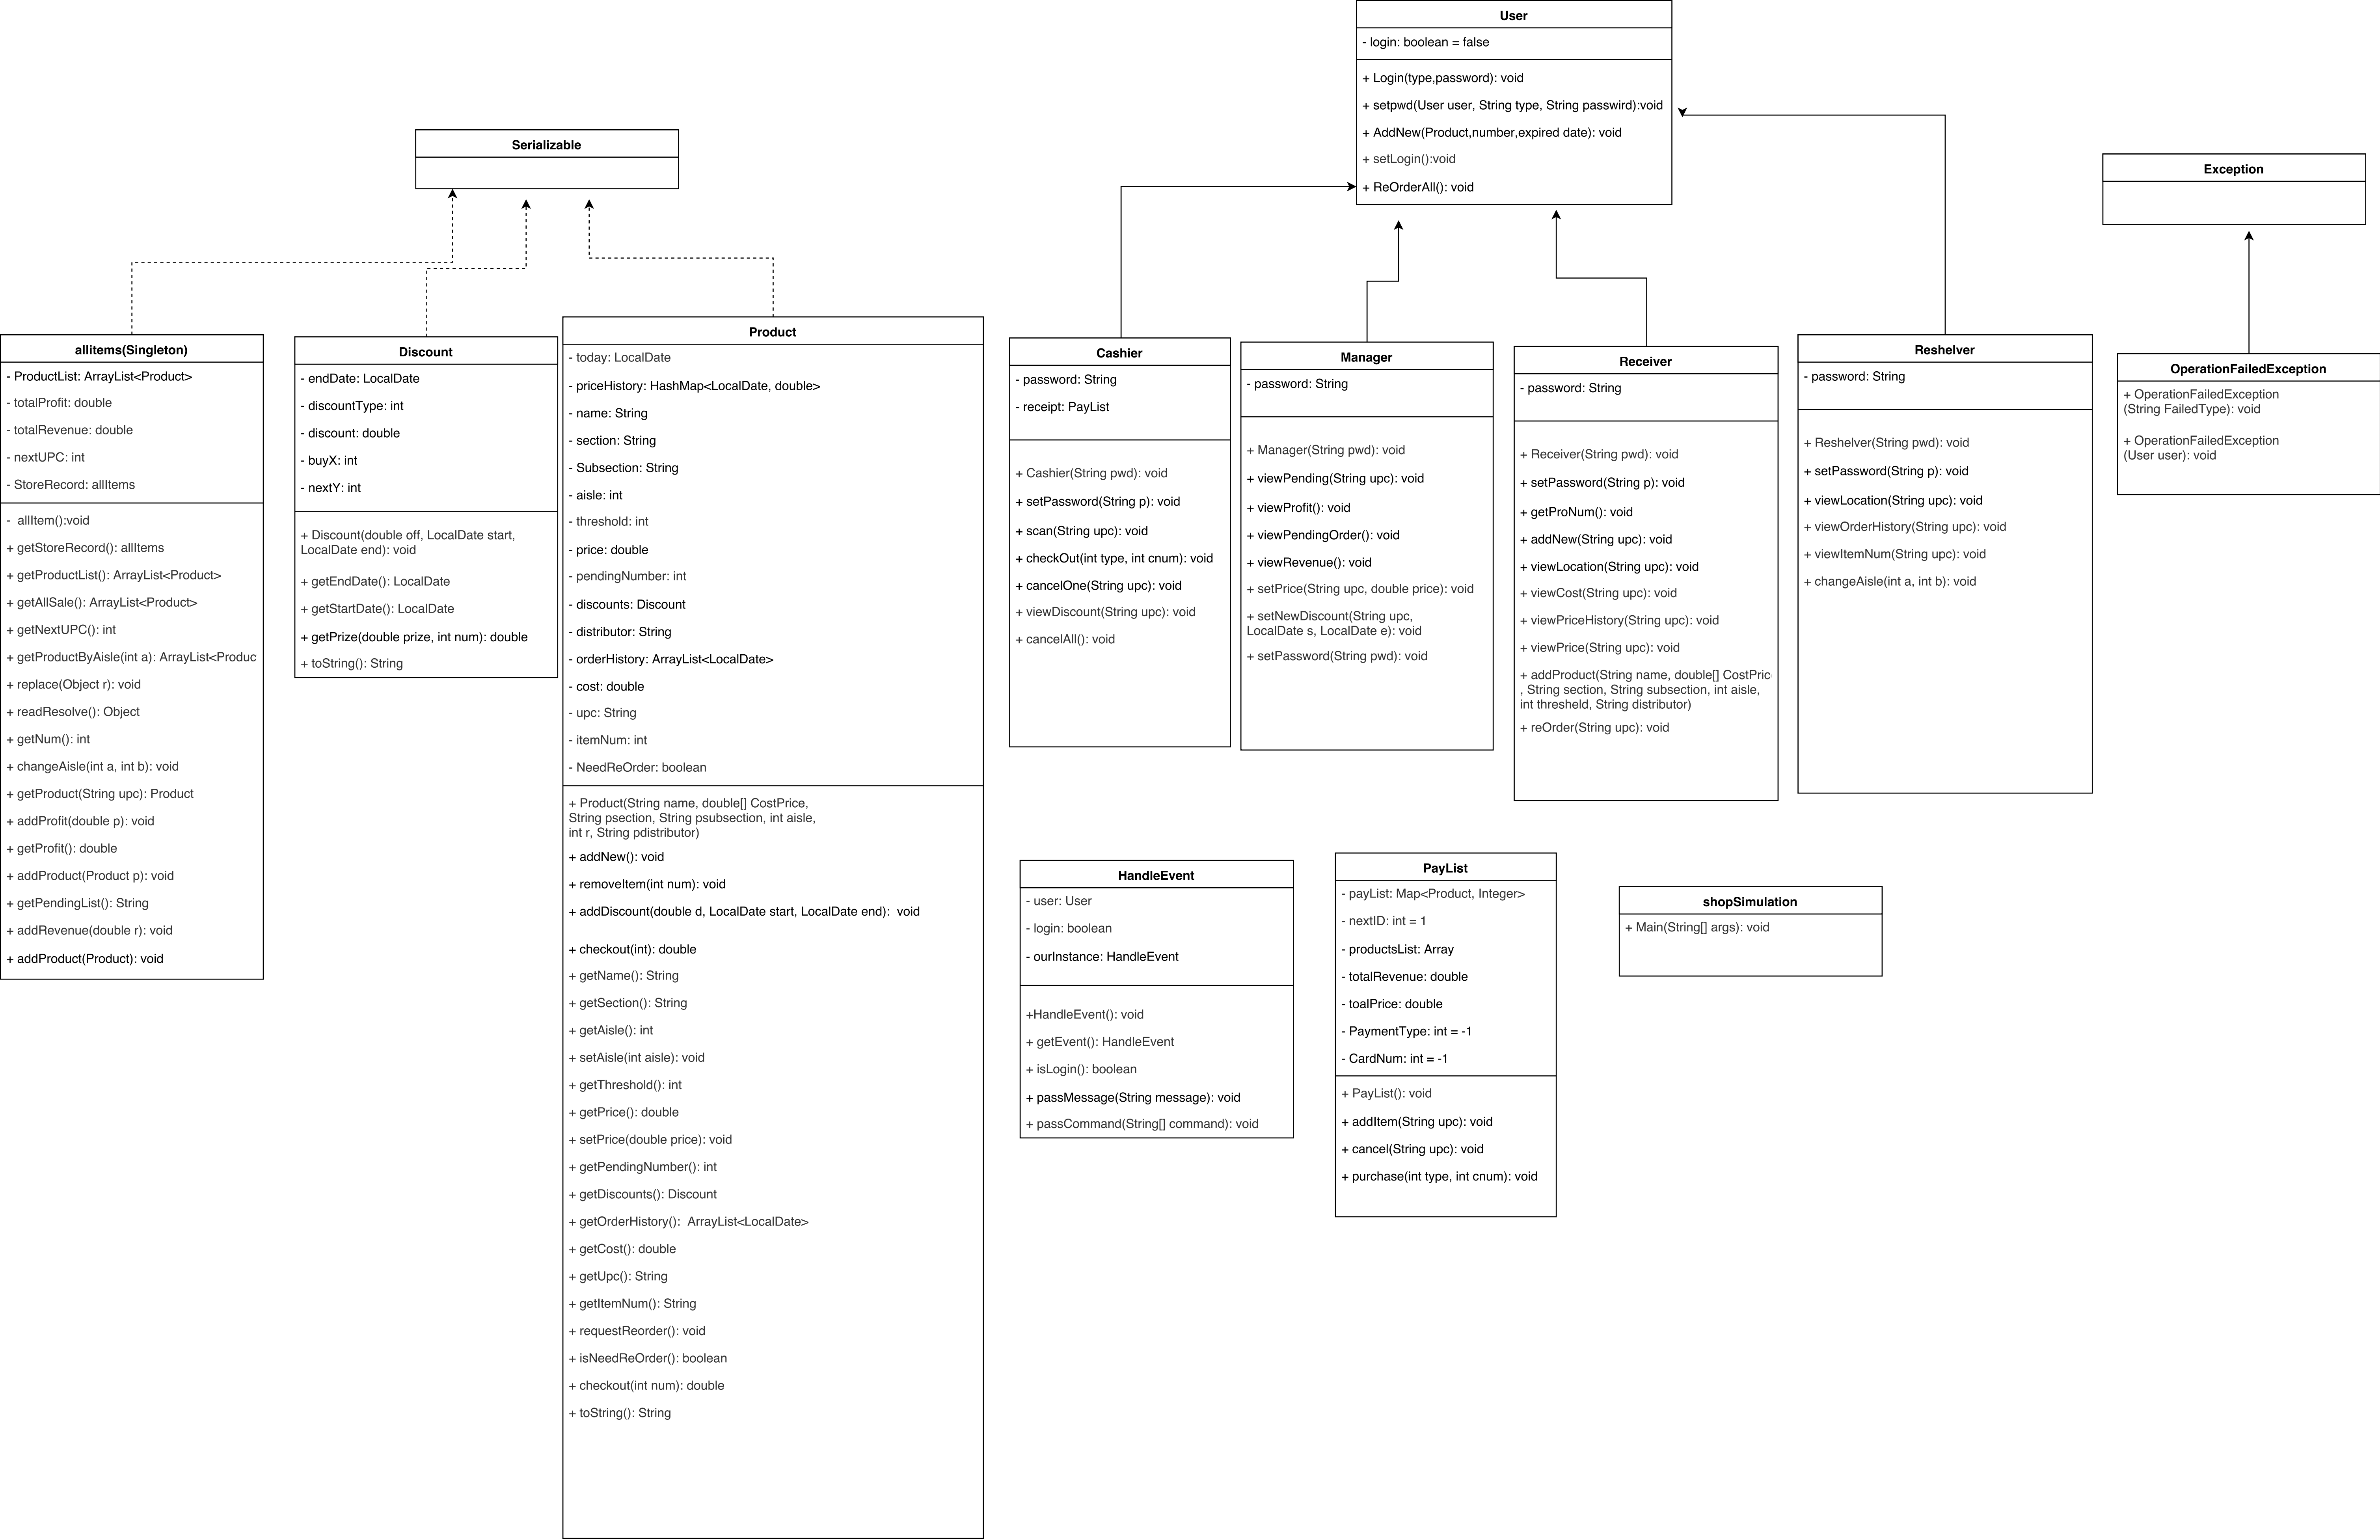 User
- login: boolean = false
+ Login(type,password): void
+ setpwd(User user, String type, String passwird):void
+ AddNew(Product,number,expired date): void
+ setLogin():void
+ ReOrderAll(): void
Serializable
Exception
allitems(Singleton)
- ProductList: ArrayList<Product>
- totalProfit: double
- totalRevenue: double
- nextUPC: int
- StoreRecord: allItems
- allItem():void
+ getStoreRecord(): allItems
+ getProductList(): ArrayList<Product>
+ getAllSale(): ArrayList<Product>
+ getNextUPC(): int
+ getProductByAisle(int a): ArrayList<Produc
+ replace(Object r): void
+ readResolve(): Object
+ getNum(): int
+ changeAisle(int a, int b): void
+ getProduct(String upc): Product
+ addProfit(double p): void
+ getProfit(): double
+ addProduct(Product p): void
+ getPendingList(): String
+ addRevenue(double r): void
+ addProduct(Product): void
Discount
- endDate: LocalDate
- discountType: int
- discount: double
- buyX: int
- nextY: int
+ Discount(double off, LocalDate start,
LocalDate end): void
+ getEndDate(): LocalDate
+ getStartDate(): LocalDate
+ getPrize(double prize, int num): double
+ toString(): String
Product
- today: LocalDate
- priceHistory: HashMap<LocalDate, double>
- name: String
- section: String
- Subsection: String
- aisle: int
- threshold: int
- price: double
- pendingNumber: int
- discounts: Discount
- distributor: String
- orderHistory: ArrayList<LocalDate>
- cost: double
- upc: String
- itemNum: int
- NeedReOrder: boolean
+ Product(String name, double[] CostPrice,
String psection, String psubsection, int aisle,
int r, String pdistributor)
+ addNew(): void
+ removeItem(int num): void
+ addDiscount(double d, LocalDate start, LocalDate end): void
+ checkout(int): double
+ getName(): String
+ getSection(): String
+ getAisle(): int
+ setAisle(int aisle): void
+ getThreshold(): int
+ getPrice(): double
+ setPrice(double price): void
+ getPendingNumber(): int
+ getDiscounts(): Discount
+ getOrderHistory(): ArrayList<LocalDate>
+ getCost(): double
+ getUpc(): String
+ getItemNum(): String
+ requestReorder(): void
+ isNeedReOrder(): boolean
+ checkout(int num): double
+ toString(): String
Cashier
- password: String
- receipt: PayList
+ Cashier(String pwd): void
+ setPassword(String p): void
+ scan(String upc): void
+ checkOut(int type, int cnum): void
+ cancelOne(String upc): void
+ viewDiscount(String upc): void
+ cancelAll(): void
Manager
- password: String
+ Manager(String pwd): void
+ viewPending(String upc): void
+ viewProfit(): void
+ viewPendingOrder(): void
+ viewRevenue(): void
+ setPrice(String upc, double price): void
+ setNewDiscount(String upc,
LocalDate s, LocalDate e): void
+ setPassword(String pwd): void
Receiver
- password: String
+ Receiver(String pwd): void
+ setPassword(String p): void
+ getProNum(): void
+ addNew(String upc): void
+ viewLocation(String upc): void
+ viewCost(String upc): void
+ viewPriceHistory(String upc): void
+ viewPrice(String upc): void
+ addProduct(String name, double[] CostPric
, String section, String subsection, int aisle,
int thresheld, String distributor)
+ reOrder(String upc): void
Reshelver
- password: String
+ Reshelver(String pwd): void
+ setPassword(String p): void
+ viewLocation(String upc): void
+ viewOrderHistory(String upc): void
+ viewItemNum(String upc): void
+ changeAisle(int a, int b): void
OperationFailedException
+ OperationFailedException
(String FailedType): void
+ OperationFailedException
(User user): void
HandleEvent
- user: User
- login: boolean
- ourInstance: HandleEvent
+HandleEvent(): void
+ getEvent(): HandleEvent
+ isLogin(): boolean
+ passMessage(String message): void
+ passCommand(String[] command): void
PayList
- payList: Map<Product, Integer>
- nextID: int = 1
- productsList: Array
- totalRevenue: double
- toalPrice: double
- PaymentType: int = -1
- CardNum: int = -1
+ PayList(): void
+ addItem(String upc): void
+ cancel(String upc): void
+ purchase(int type, int cnum): void
shopSimulation
+ Main(String[] args): void